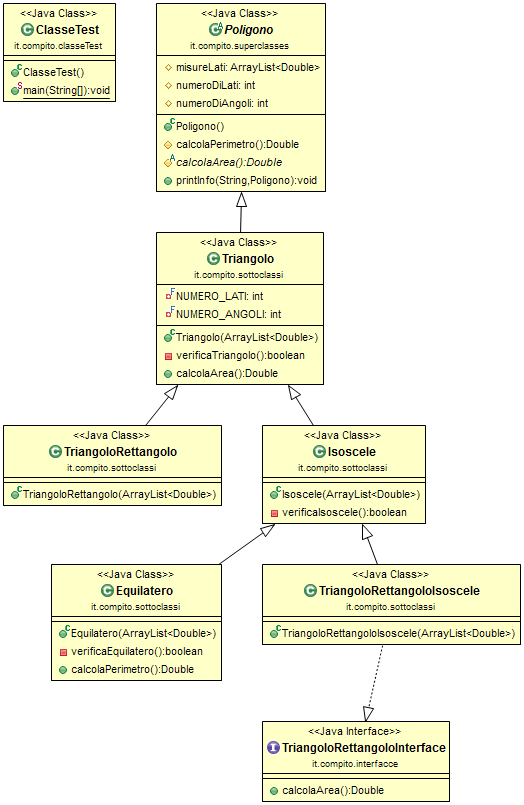 <<Java Class>>
ClasseTest
it.compito.classeTest
ClasseTest()
main(String[]):void
<<Java Class>>
Poligono
it.compito.superclasses
misureLati: ArrayList<Double>
numeroDiLati: int
numeroDiAngoli: int
Poligono()
calcolaPerimetro():Double
calcolaArea():Double
printInfo(String,Poligono):void
<<Java Class>>
Triangolo
it.compito.sottoclassi
NUMERO_LATI: int
NUMERO_ANGOLI: int
Triangolo(ArrayList<Double>)
verificaTriangolo():boolean
calcolaArea():Double
<<Java Class>>
TriangoloRettangolo
it.compito.sottoclassi
TriangoloRettangolo(ArrayList<Double>)
<<Java Class>>
Isoscele
it.compito.sottoclassi
Isoscele(ArrayList<Double>)
verificaIsoscele():boolean
<<Java Class>>
Equilatero
it.compito.sottoclassi
Equilatero(ArrayList<Double>)
verificaEquilatero():boolean
calcolaPerimetro():Double
<<Java Class>>
TriangoloRettangoloIsoscele
it.compito.sottoclassi
TriangoloRettangoloIsoscele(ArrayList<Double>)
<<Java Interface>>
TriangoloRettangoloInterface
it.compito.interfacce
calcolaArea():Double